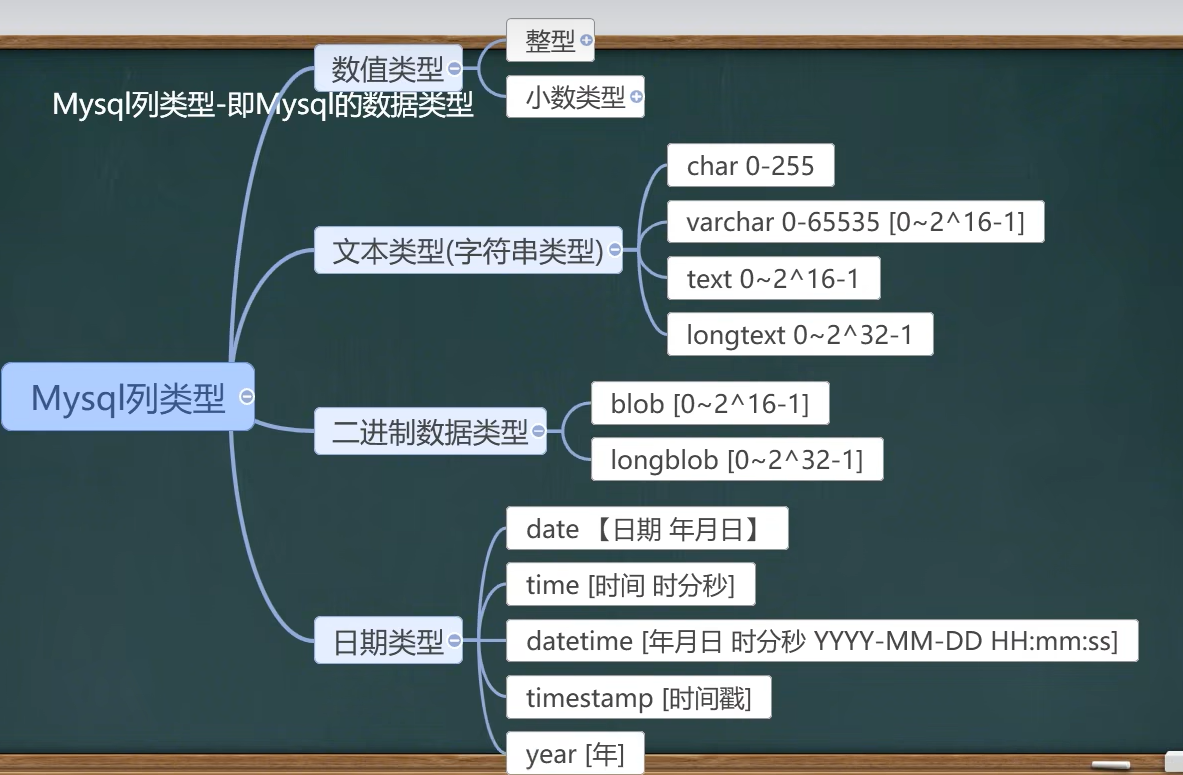 Mysql列类型-即Mysql的数据类型
Mysql列类型
数值类型
整型
小数类型
文本类型(字符串类型)
char 0-255
varchar 0-65535 [0~2^16-1]
text 0~2^16-1
longtext 0~2^32-1
二进制数据类型
blob [0~2^16-1]
longblob [0~2^32-1]
日期类型
date 【日期 年月日】
time [时间 时分秒]
datetime [年月日 时分秒 YYYY-MM-DD HH:mm:ss]
timestamp [时间戳]
year [年]